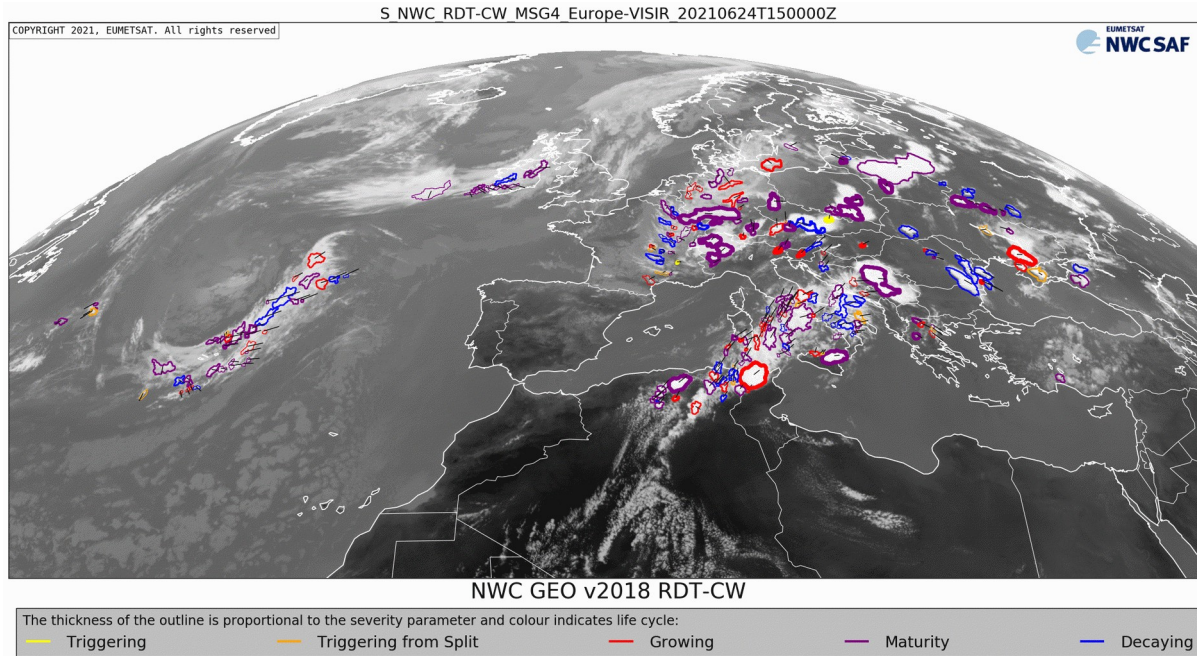 S_NWC_RDT-CW_MSG4_Europe-VISIR_20210624T150000Z
COPYRIGHT 2021, EUMETSAT. All rights reserved
EUMETSAT
NWC SAF
NWC GEO v2018 RDT-CW
The thickness of the outline is proportional to the severity parameter and colour indicates life cycle:
Triggering Triggering from Split Growing Maturity Decaying